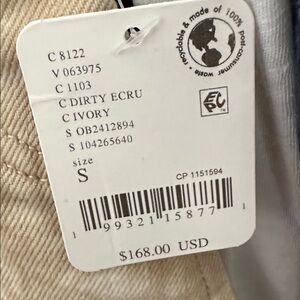 recyclable & made of 100% post-consumer waste
C 8122
V 063975
C 1103
C DIRTY ECRU
C IVORY
S OB2412894
S 104265640
size
S
CP 1151594
1 99321 15877 1
$168.00 USD